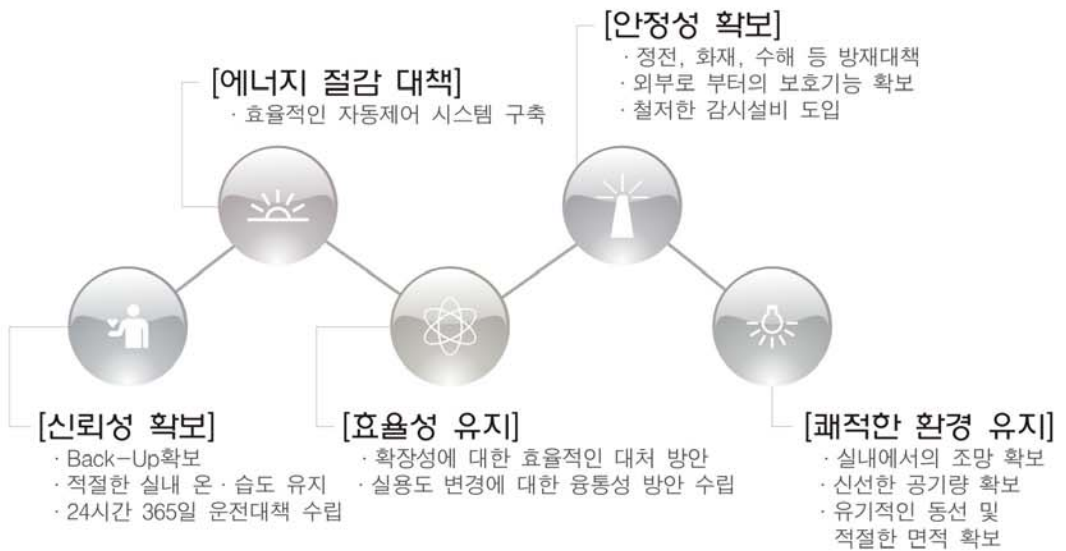 [안정성 확보]
· 정전, 화재, 수해 등 방재대책
· 외부로 부터의 보호기능 확보
· 철저한 감시설비 도입
[에너지 절감 대책]
· 효율적인 자동제어 시스템 구축
[신뢰성 확보]
· Back-Up확보
· 적절한 실내 온 · 습도 유지
· 24시간 365일 운전대책 수립
[효율성 유지]
· 확장성에 대한 효율적인 대처 방안
· 실용도 변경에 대한 융통성 방안 수립
[쾌적한 환경 유지]
· 실내에서의 조망 확보
· 신선한 공기량 확보
· 유기적인 동선 및
적절한 면적 확보